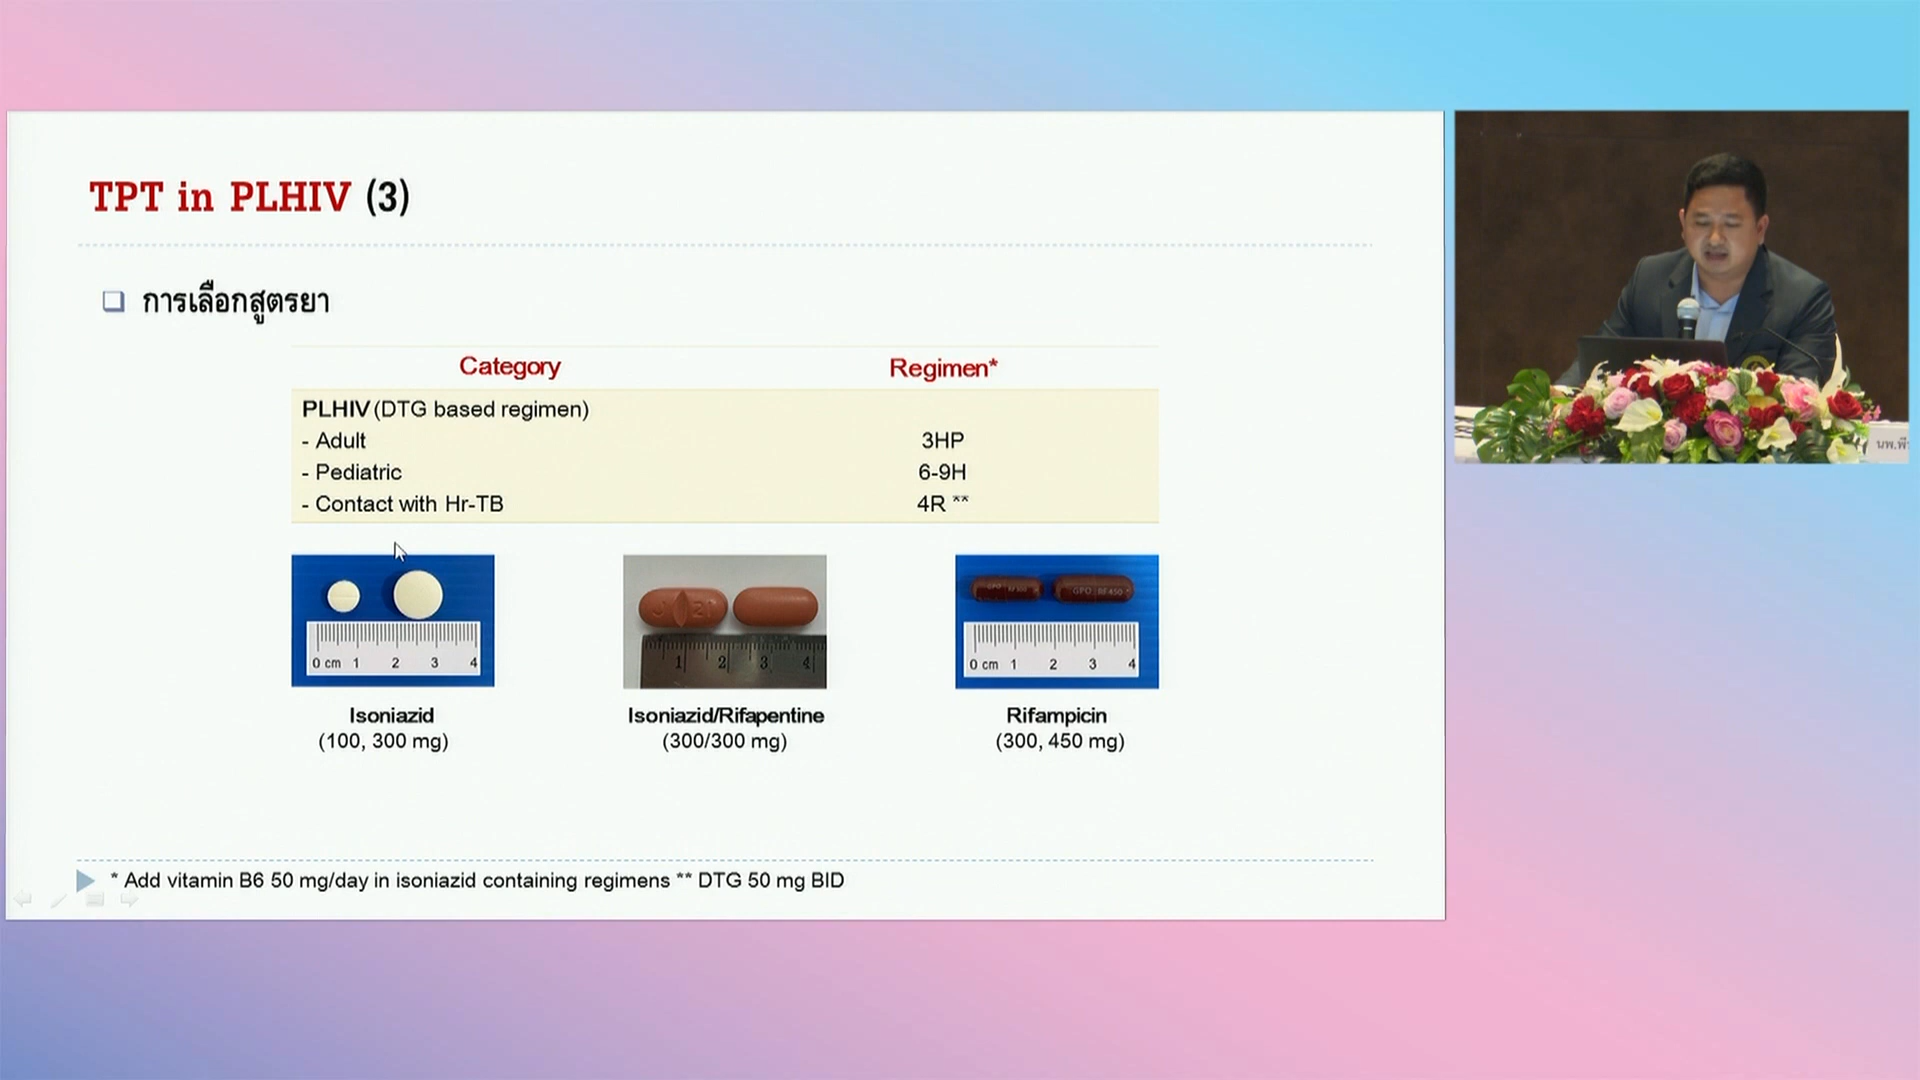 TPT in PLHIV (3)
การเลือกสูตรยา
Category Regimen*
PLHIV (DTG based regimen)
- Adult 3HP
- Pediatric 6-9H
- Contact with Hr-TB 4R **
0 cm 1 2 3 4
1 2 3 4
GPO RF450
0 cm 1 2 3 4
Isoniazid
(100, 300 mg)
Isoniazid/Rifapentine
(300/300 mg)
Rifampicin
(300, 450 mg)
* Add vitamin B6 50 mg/day in isoniazid containing regimens ** DTG 50 mg BID